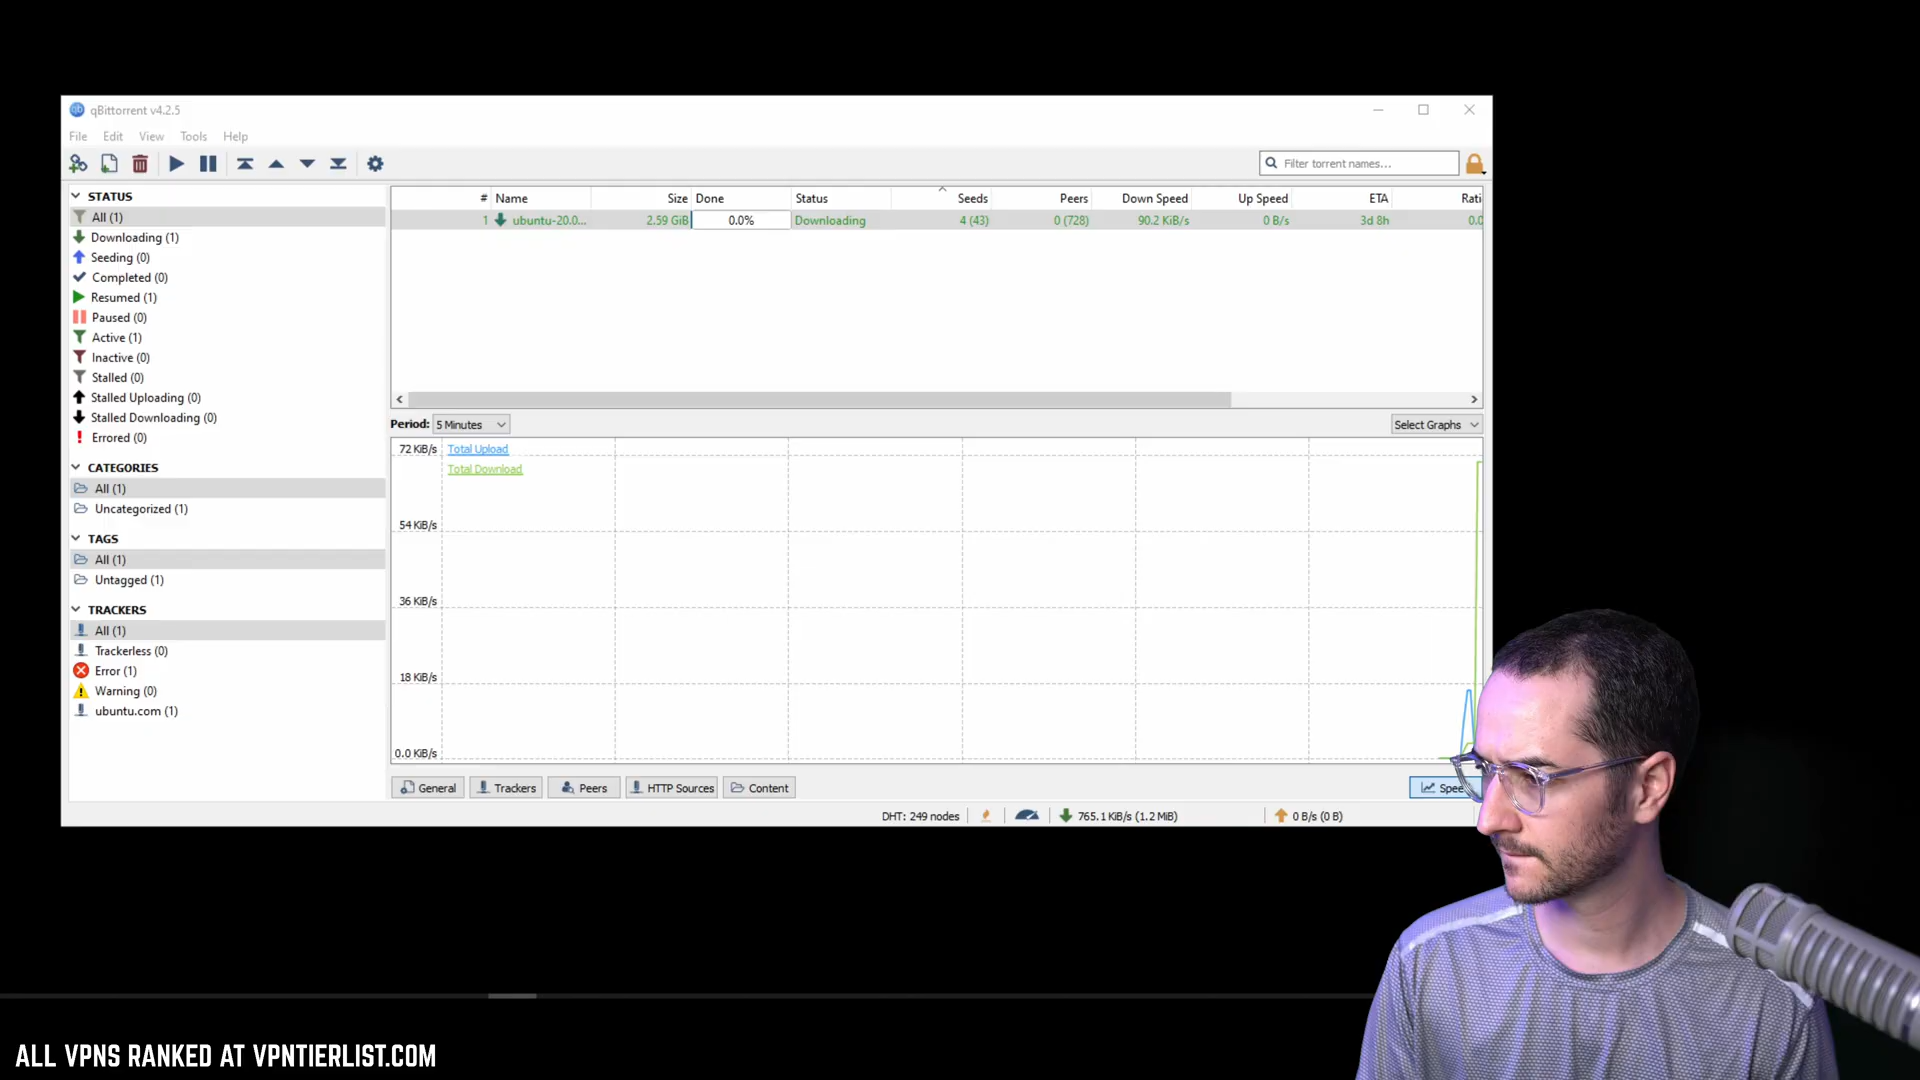 qBittorrent v4.2.5
File Edit View Tools Help
Filter torrent names...
STATUS
All (1)
Downloading (1)
Seeding (0)
Completed (0)
Resumed (1)
Paused (0)
Active (1)
Inactive (0)
Stalled (0)
Stalled Uploading (0)
Stalled Downloading (0)
Errored (0)
CATEGORIES
All (1)
Uncategorized (1)
TAGS
All (1)
Untagged (1)
TRACKERS
All (1)
Trackerless (0)
Error (1)
Warning (0)
ubuntu.com (1)
# Name Size Done Status Seeds Peers Down Speed Up Speed ETA Rati
1 ubuntu-20.0... 2.59 GiB 0.0% Downloading 4 (43) 0 (728) 90.2 KiB/s 0 B/s 3d 8h 0.0
Period: 5 Minutes Select Graphs
72 KiB/s Total Upload
Total Download
54 KiB/s
36 KiB/s
18 KiB/s
0.0 KiB/s
General Trackers Peers HTTP Sources Content Spee
DHT: 249 nodes 765.1 KiB/s (1.2 MiB) 0 B/s (0 B)
ALL VPNS RANKED AT VPNTIERLIST.COM